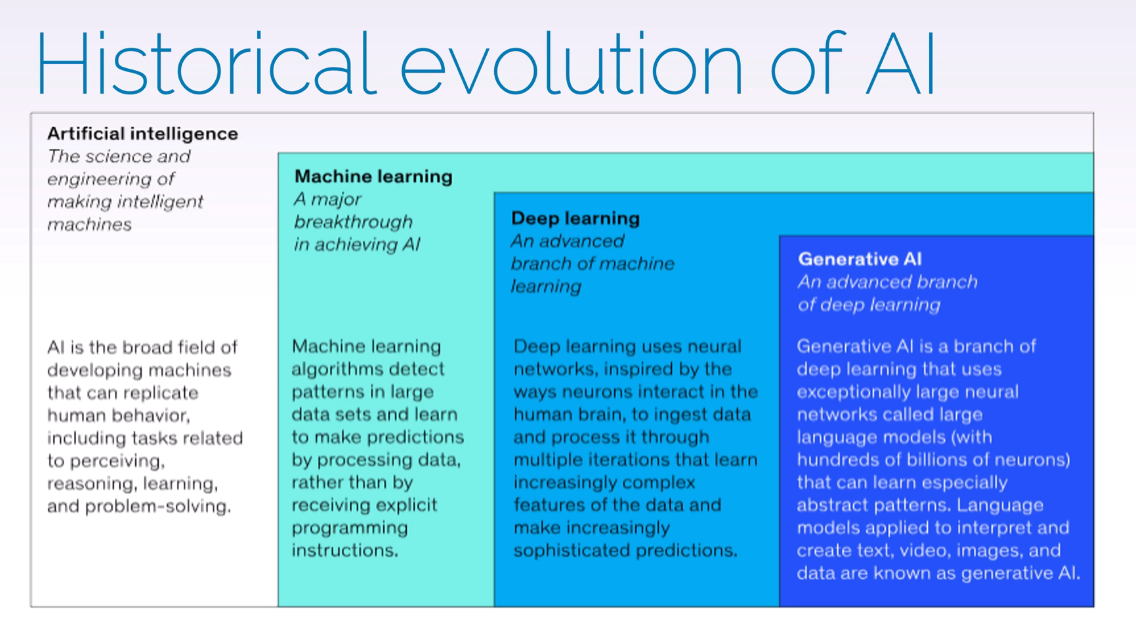 Historical evolution of AI
Artificial intelligence
The science and
engineering of
making intelligent
machines
AI is the broad field of
developing machines
that can replicate
human behavior,
including tasks related
to perceiving,
reasoning, learning,
and problem-solving.
Machine learning
A major
breakthrough
in achieving AI
Machine learning
algorithms detect
patterns in large
data sets and learn
to make predictions
by processing data,
rather than by
receiving explicit
programming
instructions.
Deep learning
An advanced
branch of machine
learning
Deep learning uses neural
networks, inspired by the
ways neurons interact in the
human brain, to ingest data
and process it through
multiple iterations that learn
increasingly complex
features of the data and
make increasingly
sophisticated predictions.
Generative AI
An advanced branch
of deep learning
Generative AI is a branch of
deep learning that uses
exceptionally large neural
networks called large
language models (with
hundreds of billions of neurons)
that can learn especially
abstract patterns. Language
models applied to interpret and
create text, video, images, and
data are known as generative AI.